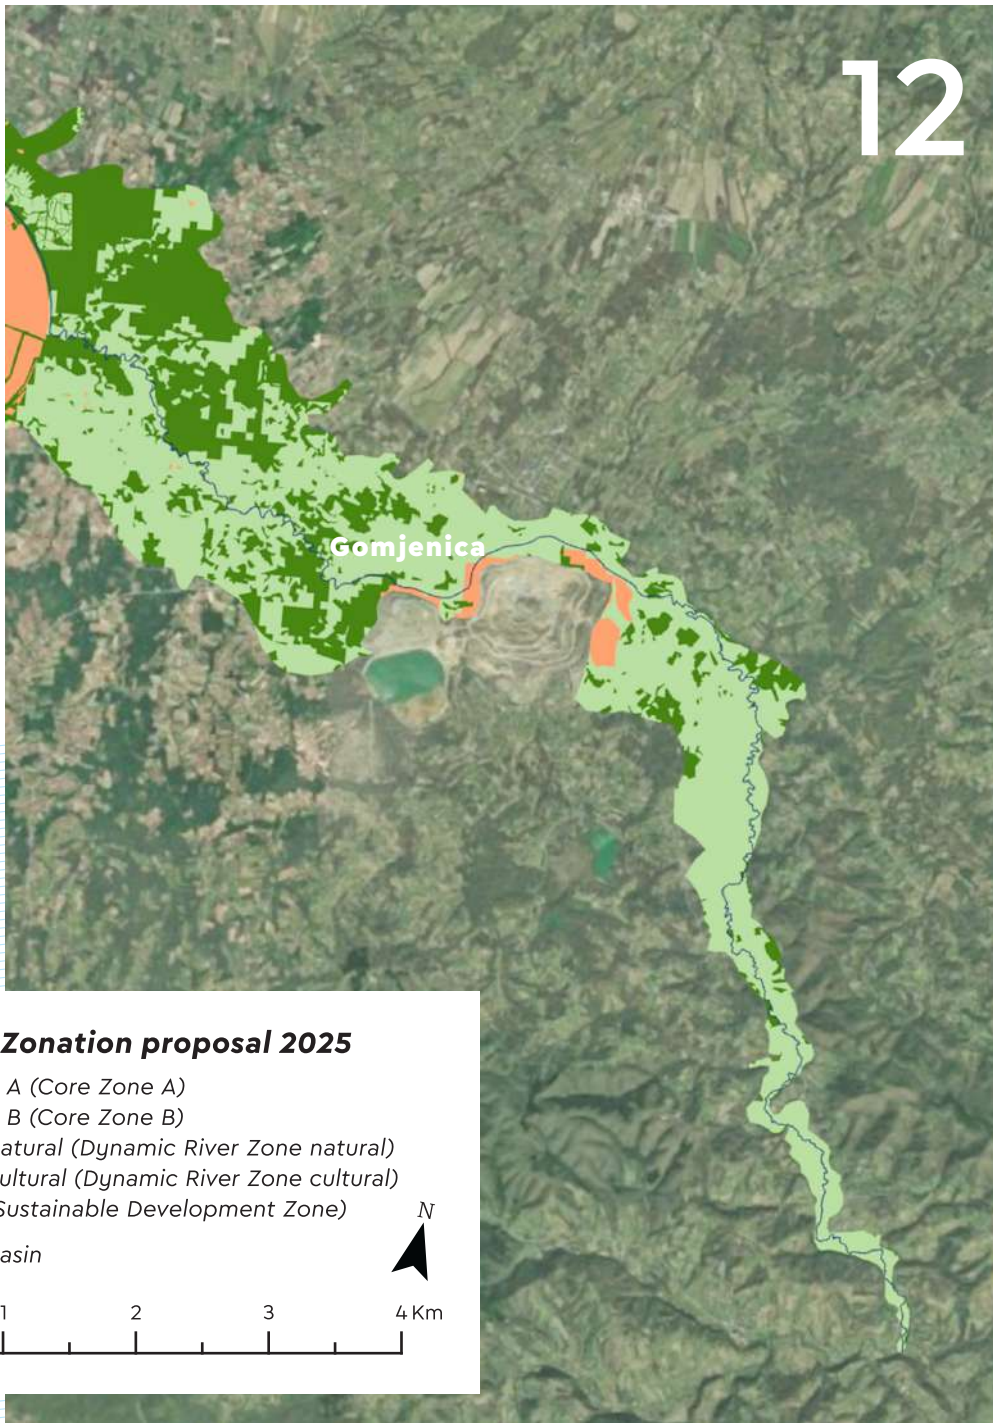 12
Gomjenica
Zonation proposal 2025
A (Core Zone A)
B (Core Zone B)
atural (Dynamic River Zone natural)
ultural (Dynamic River Zone cultural)
Sustainable Development Zone)
N
asin
1 2 3 4 Km